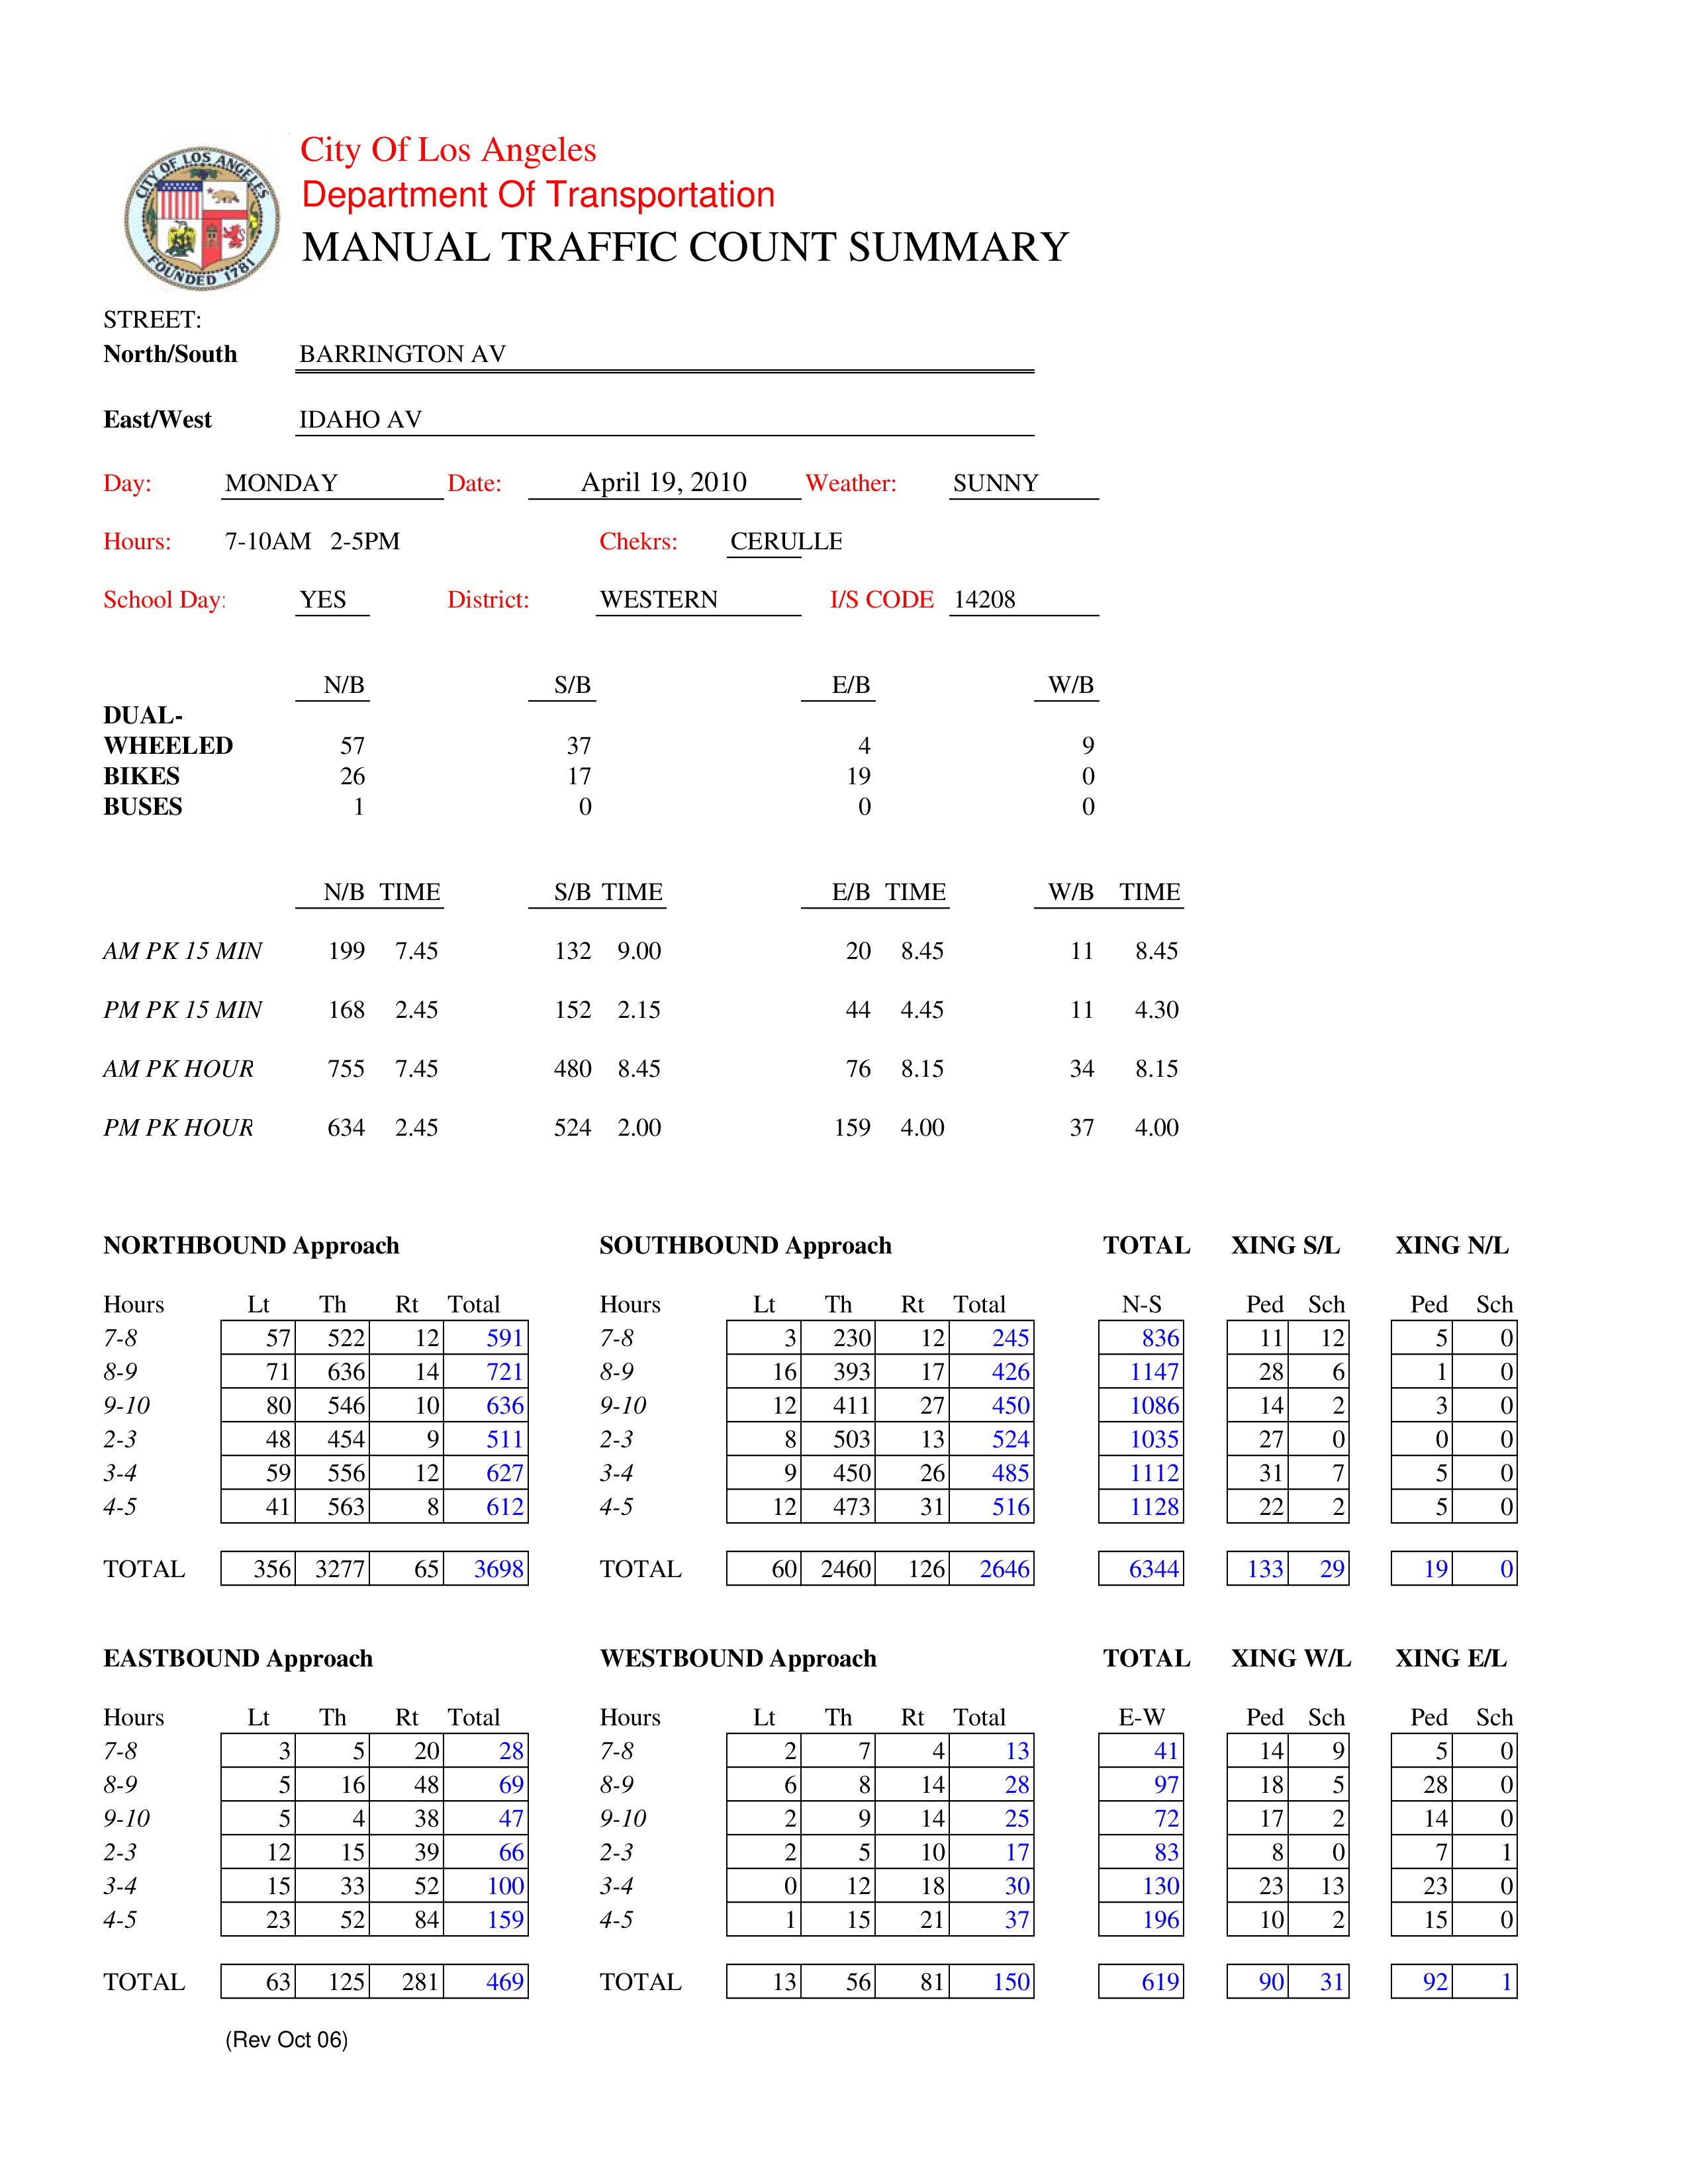 CITY OF LOS ANGELES
FOUNDED 1781
City Of Los Angeles
Department Of Transportation
MANUAL TRAFFIC COUNT SUMMARY
STREET:
North/South BARRINGTON AV
East/West IDAHO AV
Day: MONDAY Date: April 19, 2010 Weather: SUNNY
Hours: 7-10AM 2-5PM Chekrs: CERULLE
School Day: YES District: WESTERN I/S CODE 14208
N/B S/B E/B W/B
DUAL-
WHEELED 57 37 4 9
BIKES 26 17 19 0
BUSES 1 0 0 0
N/B TIME S/B TIME E/B TIME W/B TIME
AM PK 15 MIN 199 7.45 132 9.00 20 8.45 11 8.45
PM PK 15 MIN 168 2.45 152 2.15 44 4.45 11 4.30
AM PK HOUR 755 7.45 480 8.45 76 8.15 34 8.15
PM PK HOUR 634 2.45 524 2.00 159 4.00 37 4.00
NORTHBOUND Approach SOUTHBOUND Approach TOTAL XING S/L XING N/L
Hours Lt Th Rt Total Hours Lt Th Rt Total N-S Ped Sch Ped Sch
7-8 57 522 12 591 7-8 3 230 12 245 836 11 12 5 0
8-9 71 636 14 721 8-9 16 393 17 426 1147 28 6 1 0
9-10 80 546 10 636 9-10 12 411 27 450 1086 14 2 3 0
2-3 48 454 9 511 2-3 8 503 13 524 1035 27 0 0 0
3-4 59 556 12 627 3-4 9 450 26 485 1112 31 7 5 0
4-5 41 563 8 612 4-5 12 473 31 516 1128 22 2 5 0
TOTAL 356 3277 65 3698 TOTAL 60 2460 126 2646 6344 133 29 19 0
EASTBOUND Approach WESTBOUND Approach TOTAL XING W/L XING E/L
Hours Lt Th Rt Total Hours Lt Th Rt Total E-W Ped Sch Ped Sch
7-8 3 5 20 28 7-8 2 7 4 13 41 14 9 5 0
8-9 5 16 48 69 8-9 6 8 14 28 97 18 5 28 0
9-10 5 4 38 47 9-10 2 9 14 25 72 17 2 14 0
2-3 12 15 39 66 2-3 2 5 10 17 83 8 0 7 1
3-4 15 33 52 100 3-4 0 12 18 30 130 23 13 23 0
4-5 23 52 84 159 4-5 1 15 21 37 196 10 2 15 0
TOTAL 63 125 281 469 TOTAL 13 56 81 150 619 90 31 92 1
(Rev Oct 06)